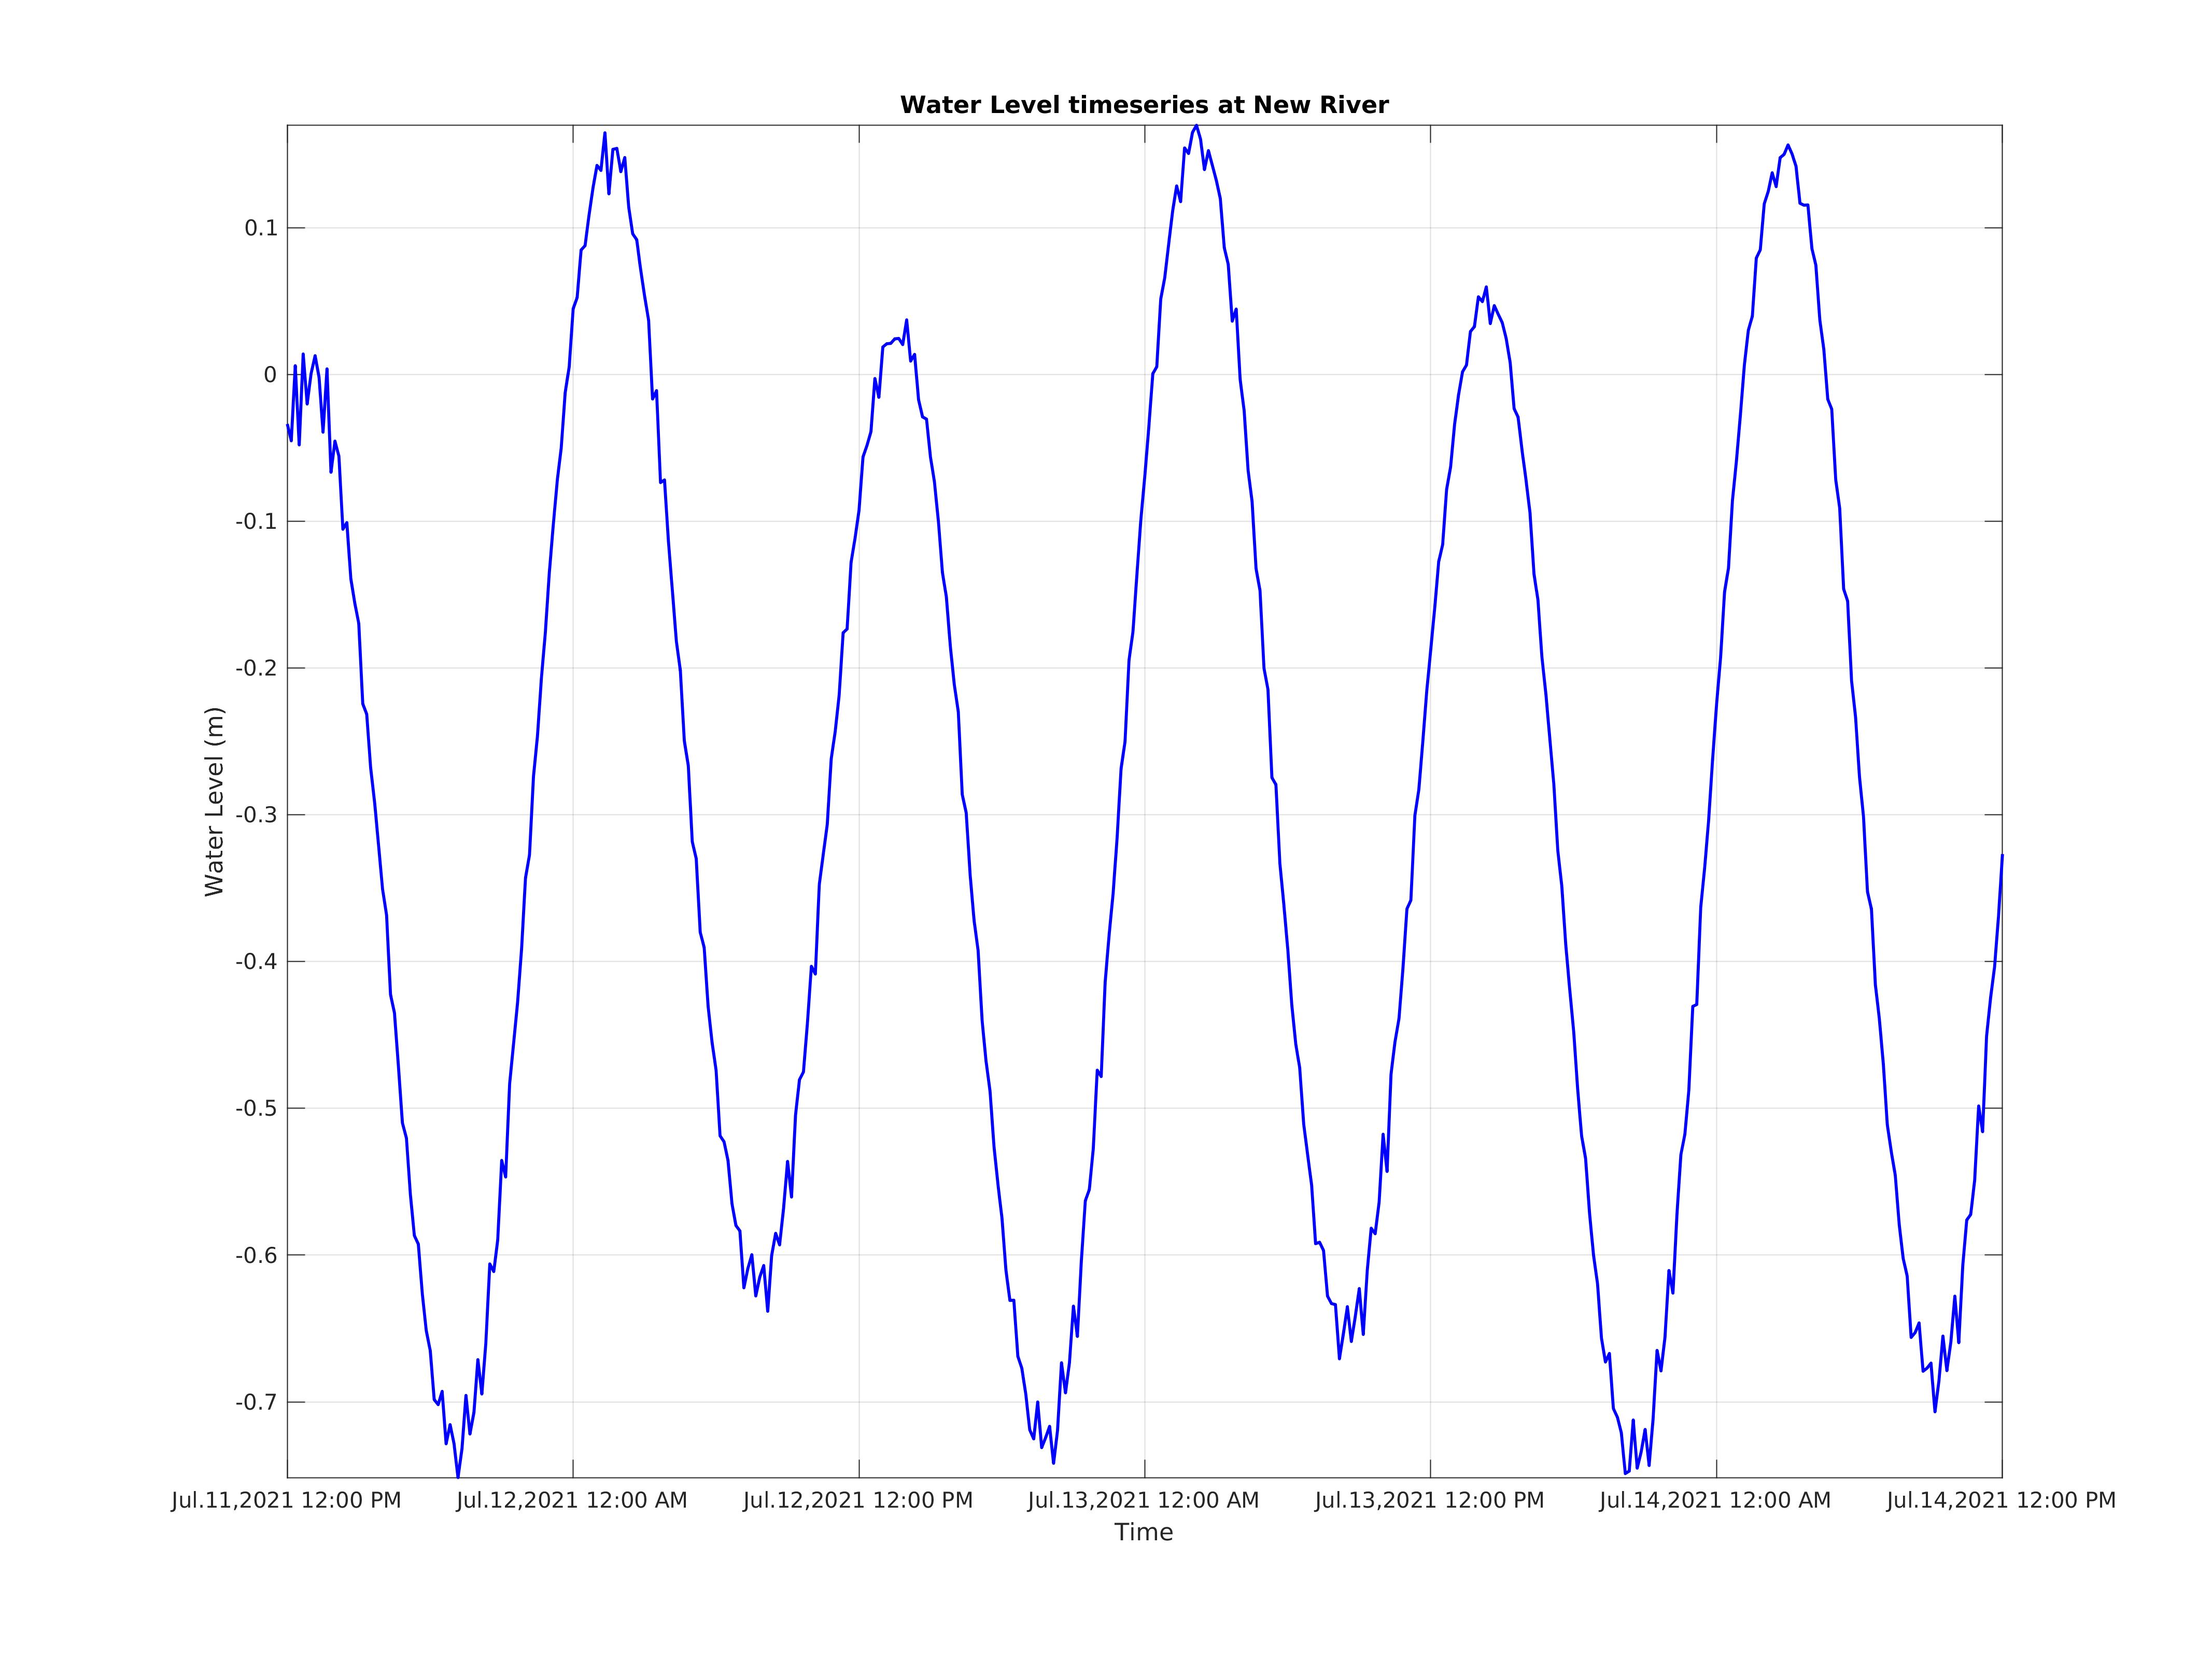 Water Level timeseries at New River
0.1
0
-0.1
-0.2
-0.3
-0.4
-0.5
-0.6
-0.7
Water Level (m)
Jul.11,2021 12:00 PM
Jul.12,2021 12:00 AM
Jul.12,2021 12:00 PM
Jul.13,2021 12:00 AM
Jul.13,2021 12:00 PM
Jul.14,2021 12:00 AM
Jul.14,2021 12:00 PM
Time